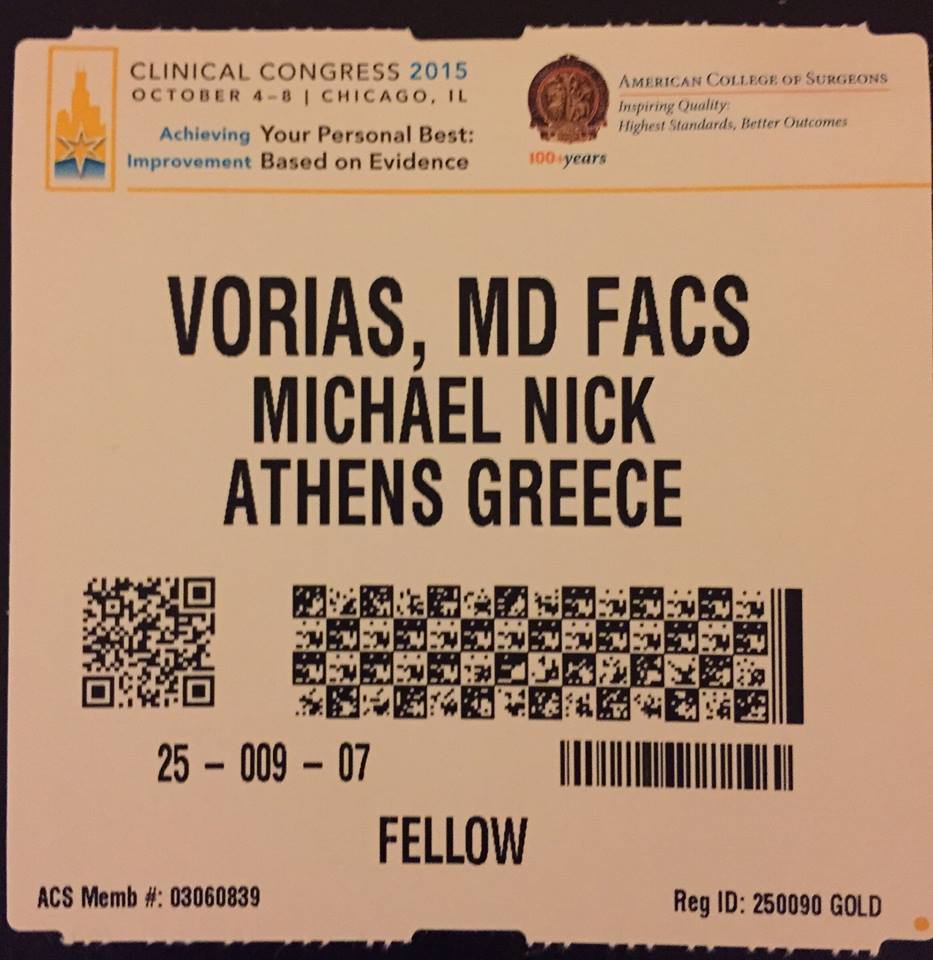 CLINICAL CONGRESS 2015
OCTOBER 4–8 | CHICAGO, IL
Achieving Your Personal Best:
Improvement Based on Evidence
AMERICAN COLLEGE OF SURGEONS
Inspiring Quality:
Highest Standards, Better Outcomes
100+years
VORIAS, MD FACS
MICHAEL NICK
ATHENS GREECE
25 – 009 – 07
FELLOW
ACS Memb #: 03060839
Reg ID: 250090 GOLD